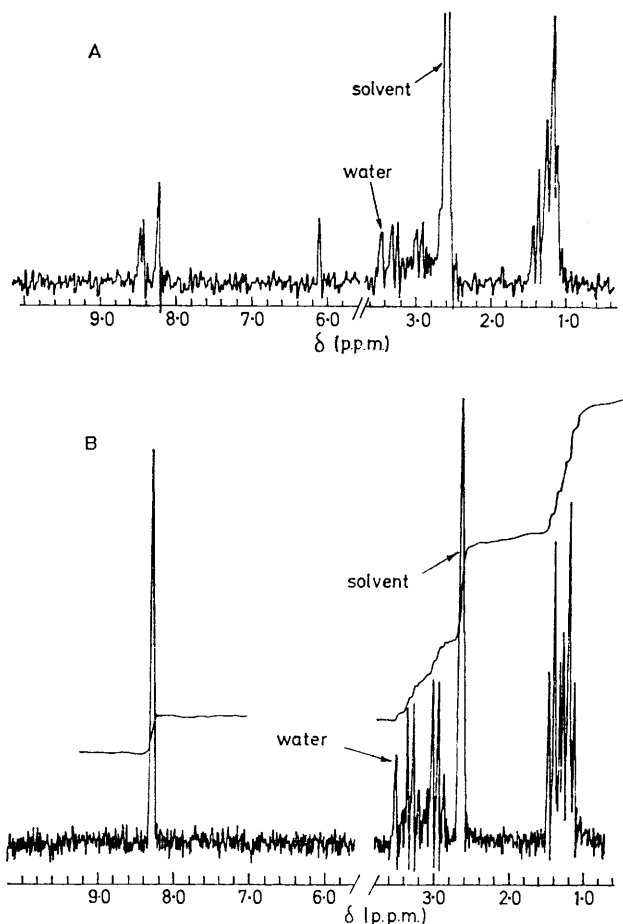 A
solvent
water
9·0 8·0 7·0 6·0 3·0 2·0 1·0
δ (p.p.m.)
B
solvent
water
9·0 8·0 7·0 6·0 3·0 2·0 1·0
δ (p.p.m.)